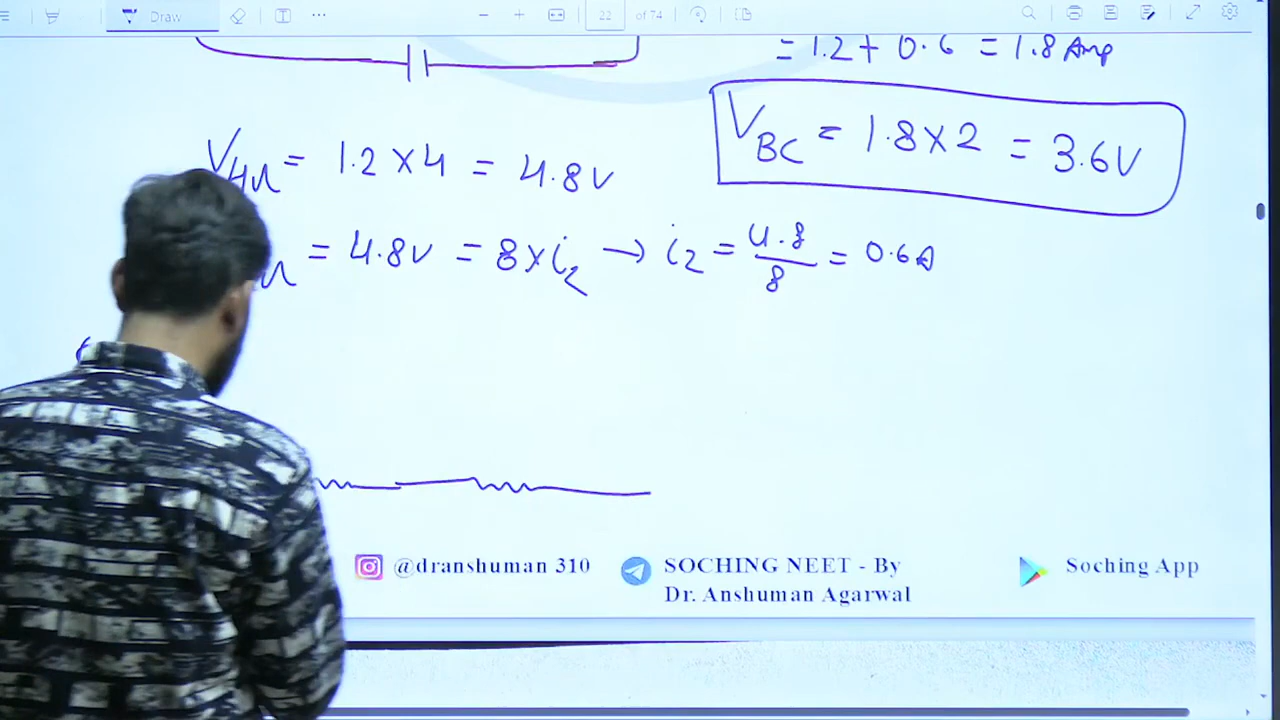 Draw
22 of 74
= 1.2 + 0.6 = 1.8 Amp
V_BC = 1.8 × 2 = 3.6V
V_4Ω = 1.2 × 4 = 4.8V
= 4.8V = 8 × i_2 → i_2 = 4.8/8 = 0.6A
@dranshuman 310
SOCHING NEET - By
Dr. Anshuman Agarwal
Soching App